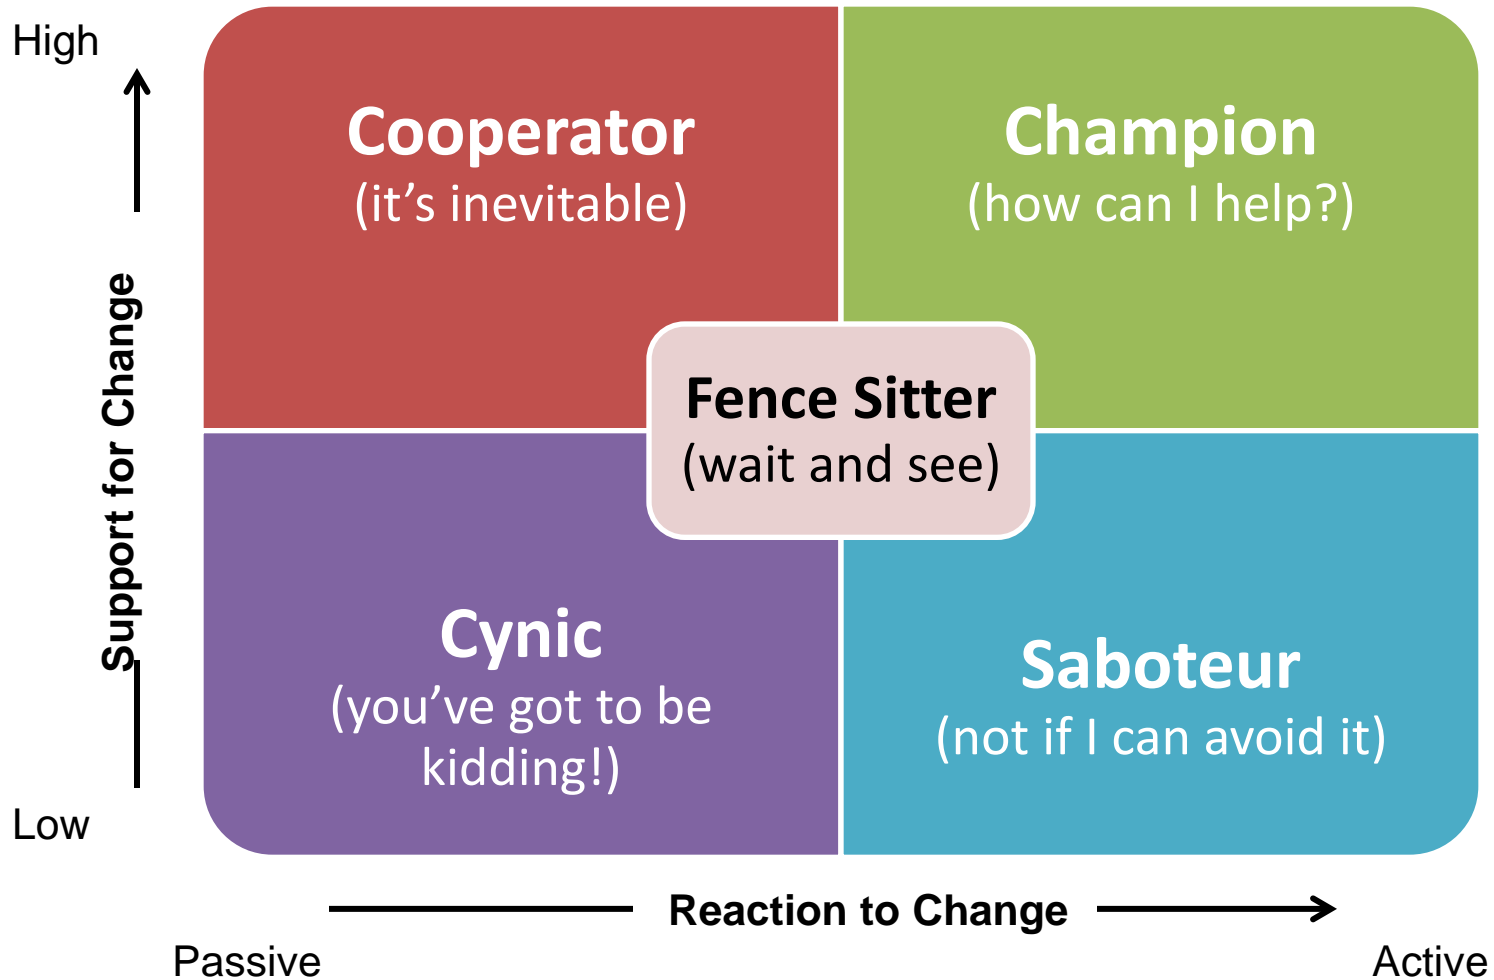 High
Cooperator
(it’s inevitable)
Champion
(how can I help?)
Support for Change
Fence Sitter
(wait and see)
Cynic
(you’ve got to be
kidding!)
Saboteur
(not if I can avoid it)
Low
Reaction to Change
Passive
Active